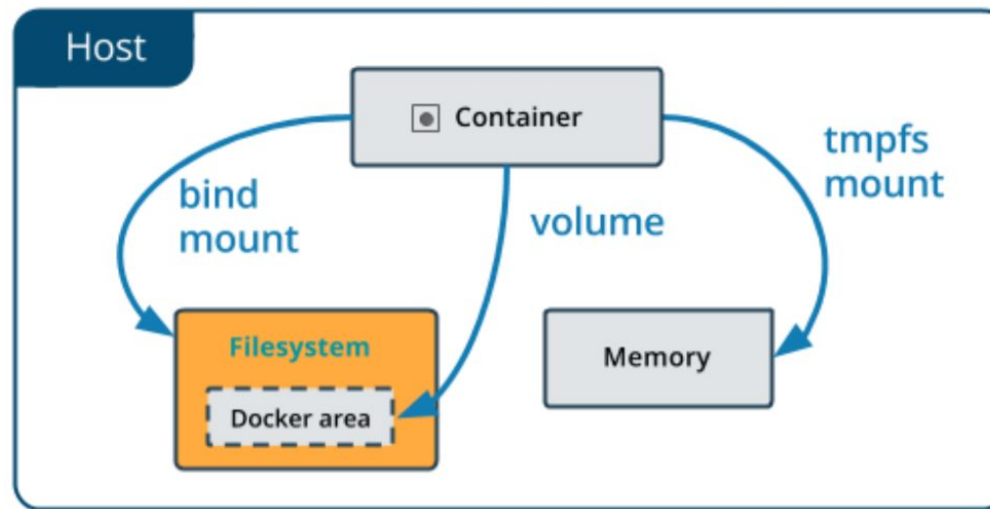 Host
Container
bind
mount
volume
tmpfs
mount
Filesystem
Docker area
Memory